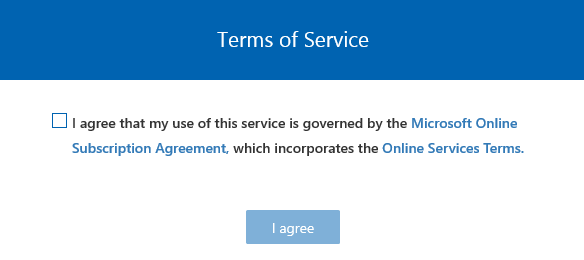 Terms of Service
I agree that my use of this service is governed by the Microsoft Online
Subscription Agreement, which incorporates the Online Services Terms.
I agree